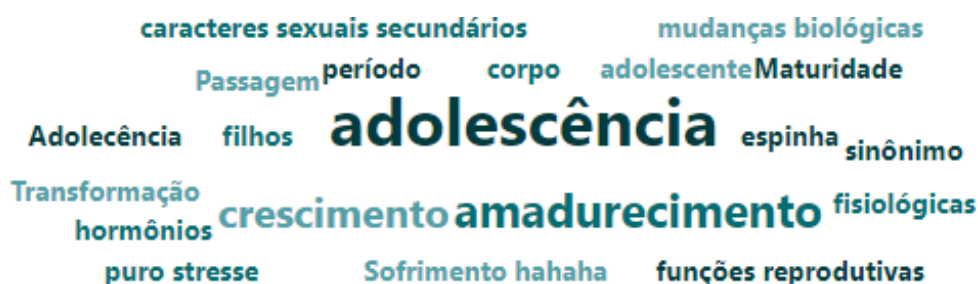 caracteres sexuais secundários mudanças biológicas
Passagem período corpo adolescente Maturidade
Adolecência filhos adolescência espinha sinônimo
Transformação
hormônios crescimento amadurecimento fisiológicas
puro stresse Sofrimento hahaha funções reprodutivas